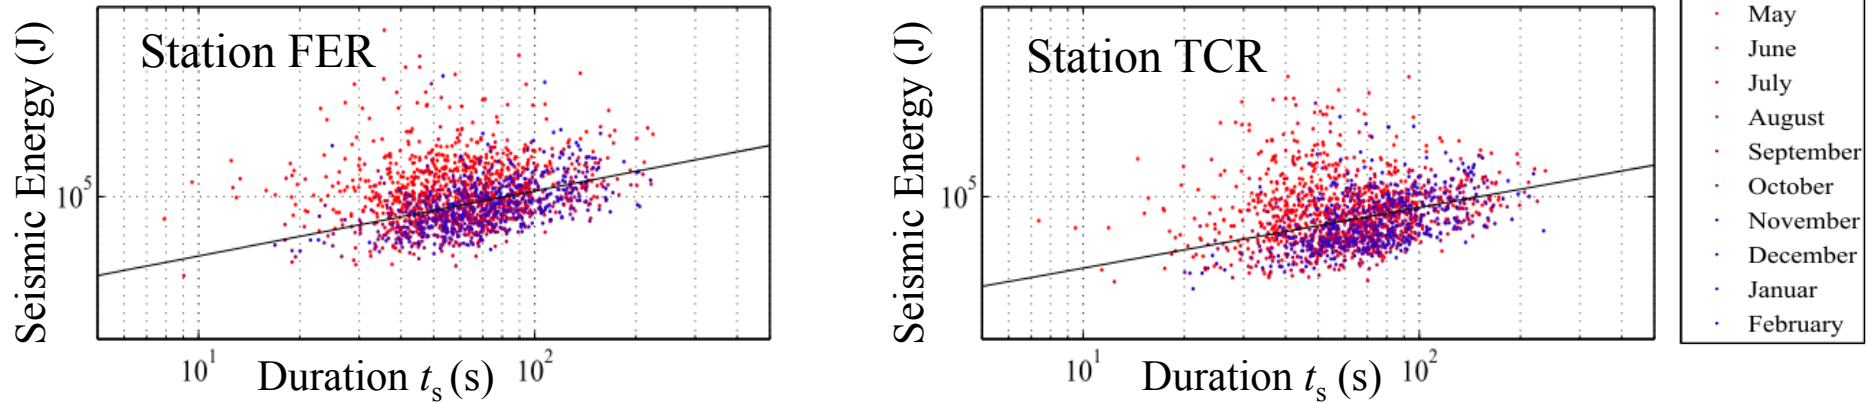 Station FER
Seismic Energy (J)
10^5
10^1
10^2
Duration t_s (s)
Station TCR
Seismic Energy (J)
10^5
10^1
10^2
Duration t_s (s)
May
June
July
August
September
October
November
December
Januar
February